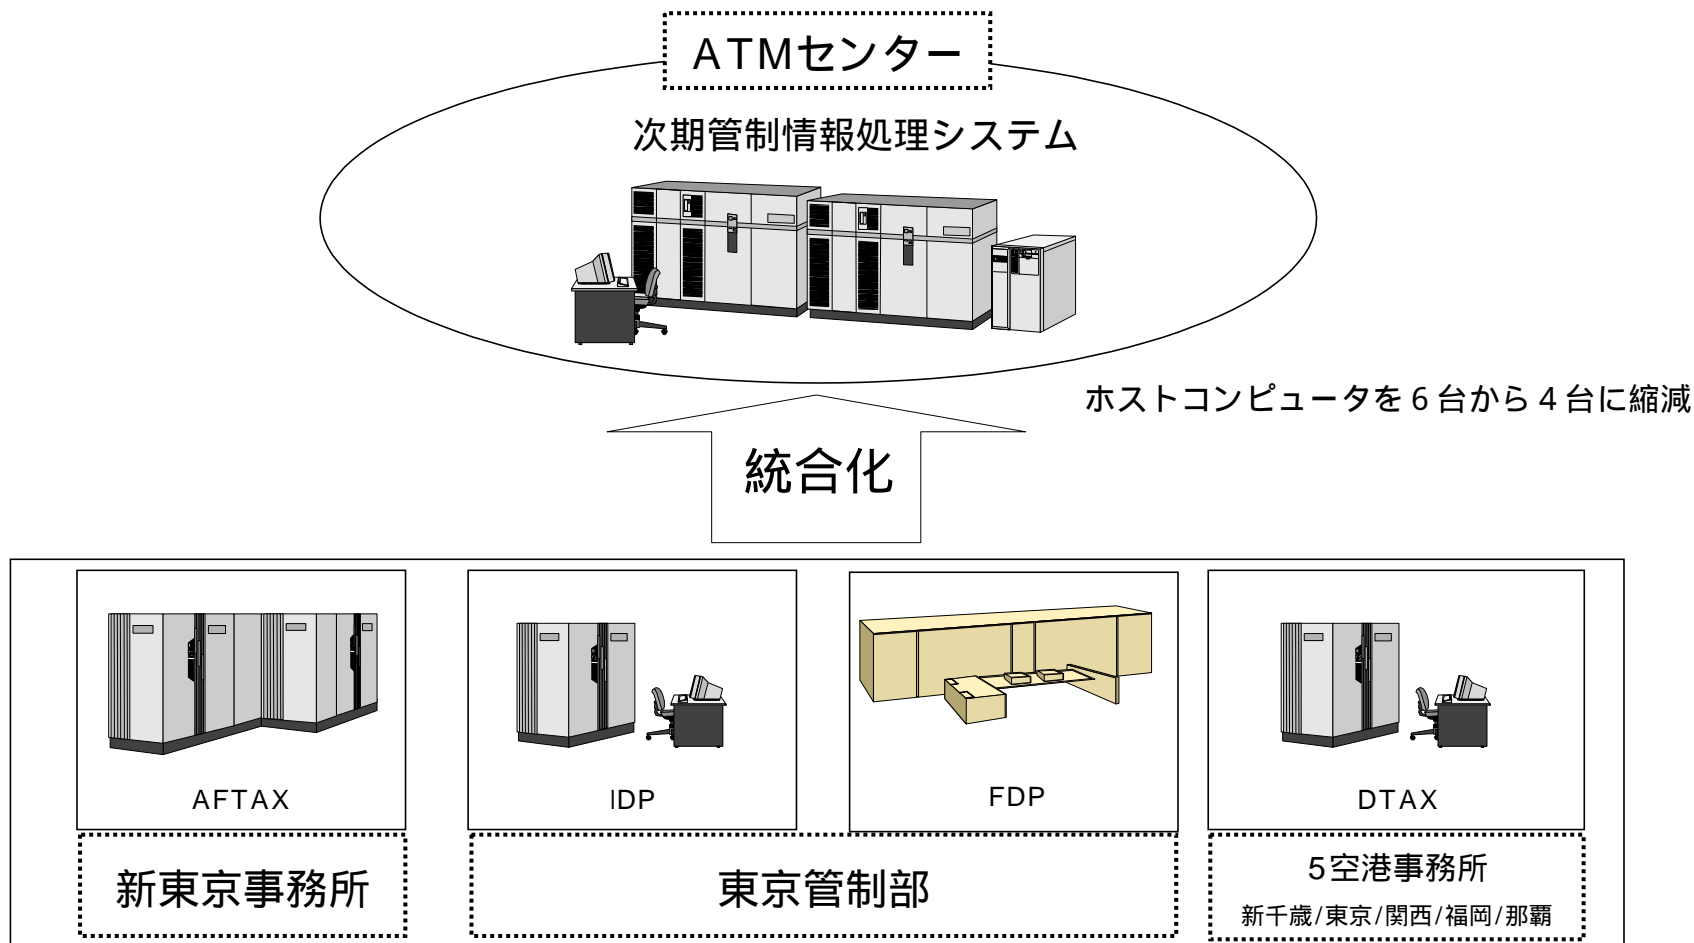 ATMセンター
次期管制情報処理システム
ホストコンピュータを6台から4台に縮減
統合化
AFTAX
IDP
FDP
DTAX
新東京事務所
東京管制部
5空港事務所
新千歳/東京/関西/福岡/那覇